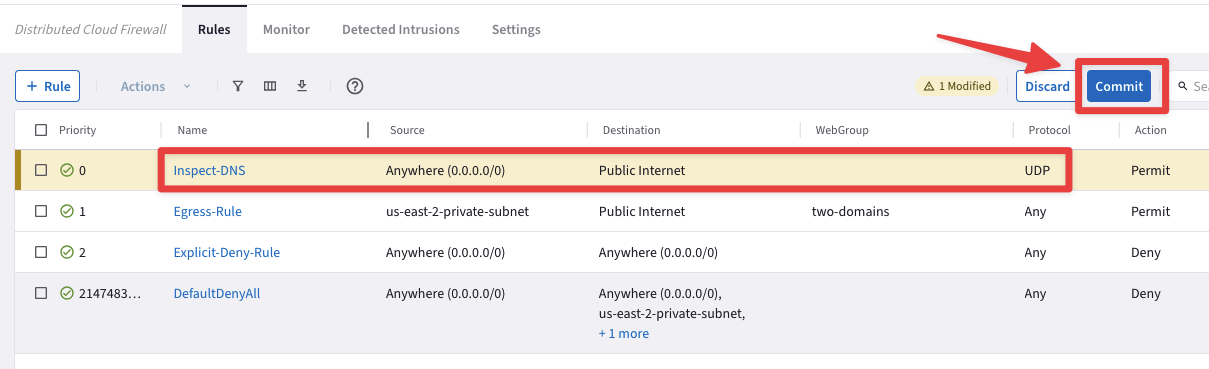 Distributed Cloud Firewall Rules Monitor Detected Intrusions Settings
+ Rule Actions 1 Modified Discard Commit Sea
Priority Name Source Destination WebGroup Protocol Action
0 Inspect-DNS Anywhere (0.0.0.0/0) Public Internet UDP Permit
1 Egress-Rule us-east-2-private-subnet Public Internet two-domains Any Permit
2 Explicit-Deny-Rule Anywhere (0.0.0.0/0) Anywhere (0.0.0.0/0) Any Deny
2147483... DefaultDenyAll Anywhere (0.0.0.0/0) Anywhere (0.0.0.0/0), Any Deny
us-east-2-private-subnet,
+ 1 more